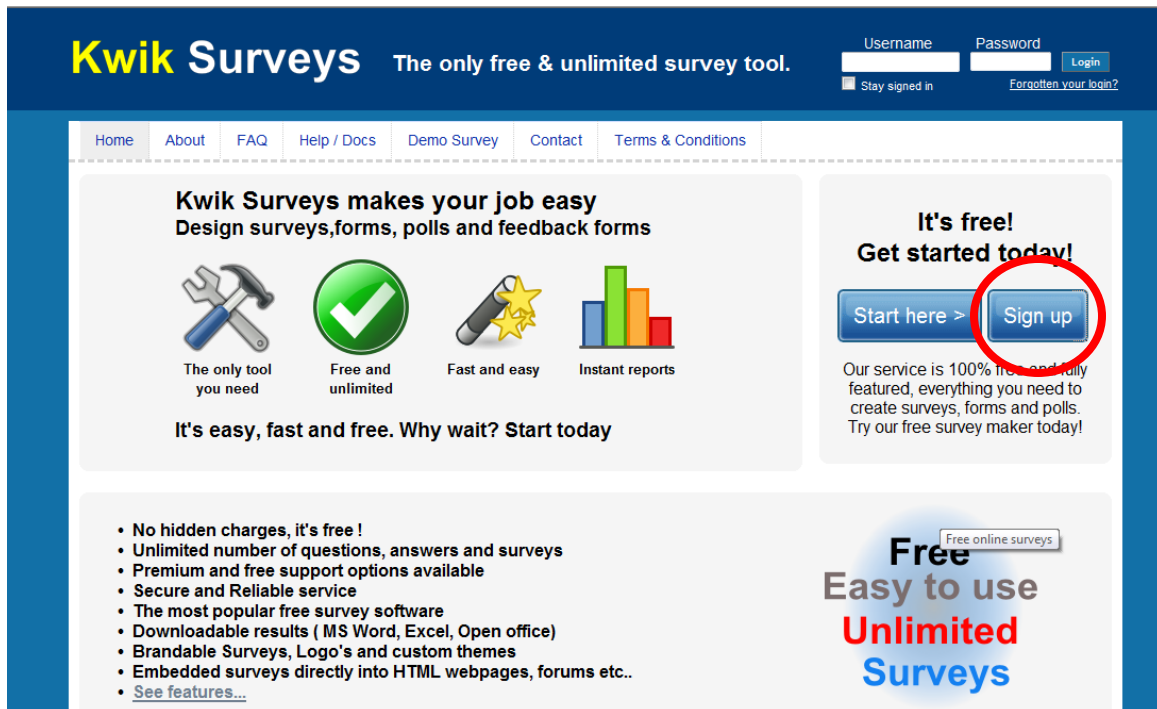 Kwik Surveys The only free & unlimited survey tool.
Username Password
Login
Stay signed in Forgotten your login?
Home About FAQ Help / Docs Demo Survey Contact Terms & Conditions
Kwik Surveys makes your job easy
Design surveys,forms, polls and feedback forms
The only tool
you need
Free and
unlimited
Fast and easy
Instant reports
It's easy, fast and free. Why wait? Start today
It's free!
Get started today!
Start here > Sign up
Our service is 100% free and fully
featured, everything you need to
create surveys, forms and polls.
Try our free survey maker today!
• No hidden charges, it's free !
• Unlimited number of questions, answers and surveys
• Premium and free support options available
• Secure and Reliable service
• The most popular free survey software
• Downloadable results ( MS Word, Excel, Open office)
• Brandable Surveys, Logo's and custom themes
• Embedded surveys directly into HTML webpages, forums etc..
• See features...
Free
Free online surveys
Easy to use
Unlimited
Surveys